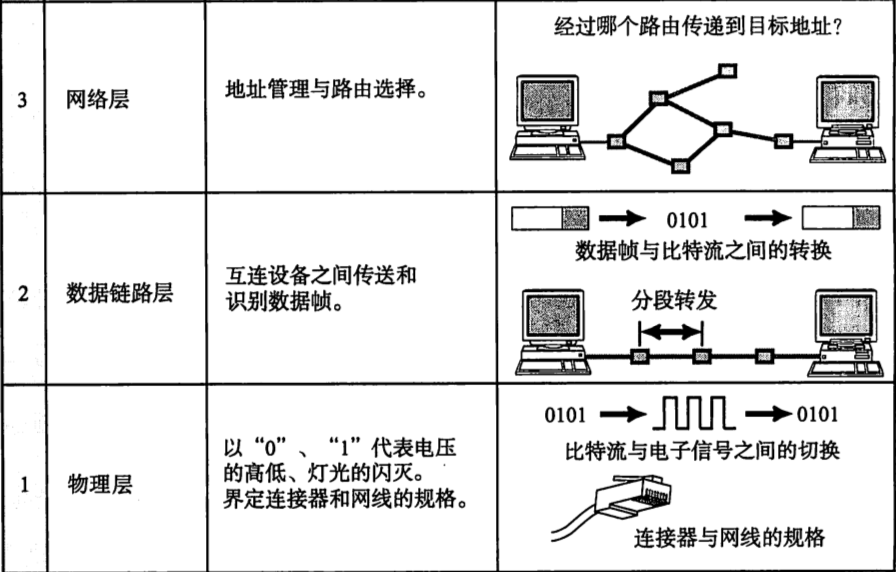 经过哪个路由传递到目标地址?
3
网络层
地址管理与路由选择。
0101
数据帧与比特流之间的转换
2
数据链路层
互连设备之间传送和
识别数据帧。
分段转发
0101
0101
比特流与电子信号之间的切换
1
物理层
以“0”、“1”代表电压
的高低、灯光的闪灭。
界定连接器和网线的规格。
连接器与网线的规格